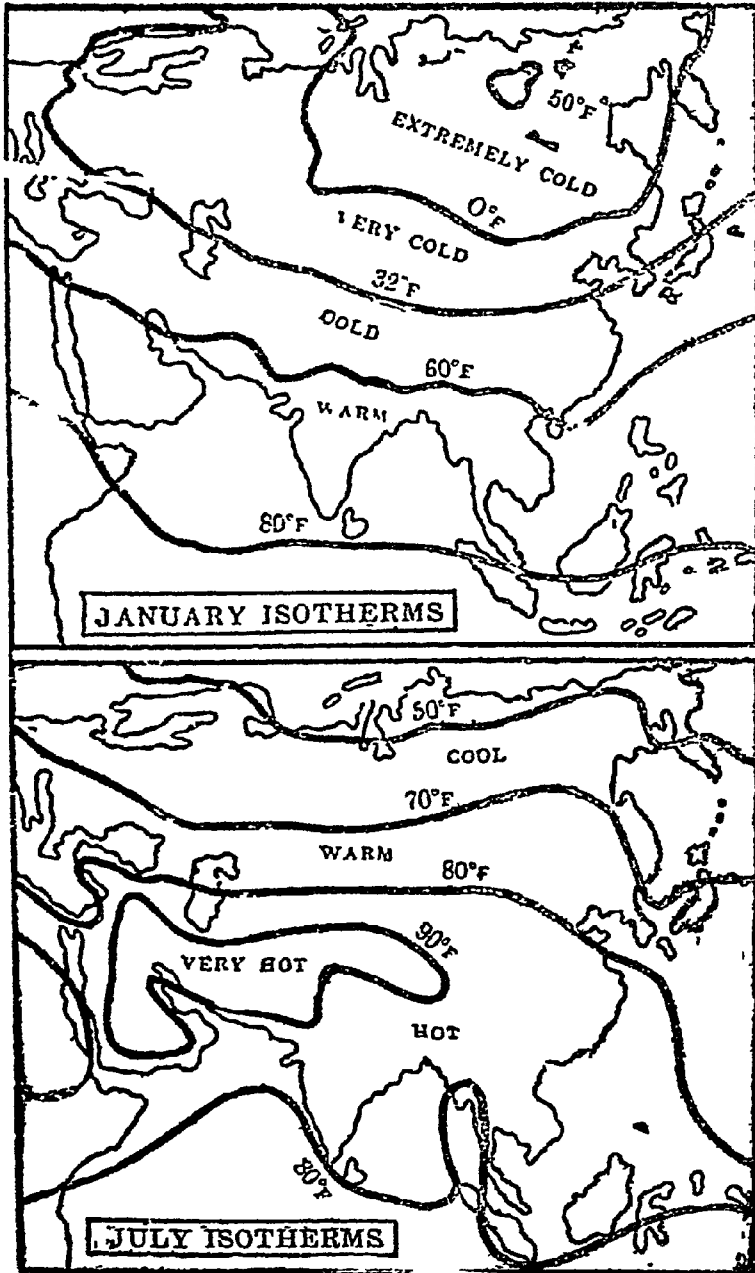 50°F
EXTREMELY COLD
0°F
VERY COLD
32°F
COLD
60°F
WARM
80°F
JANUARY ISOTHERMS
50°F
COOL
70°F
WARM
80°F
90°F
VERY HOT
HOT
80°F
JULY ISOTHERMS